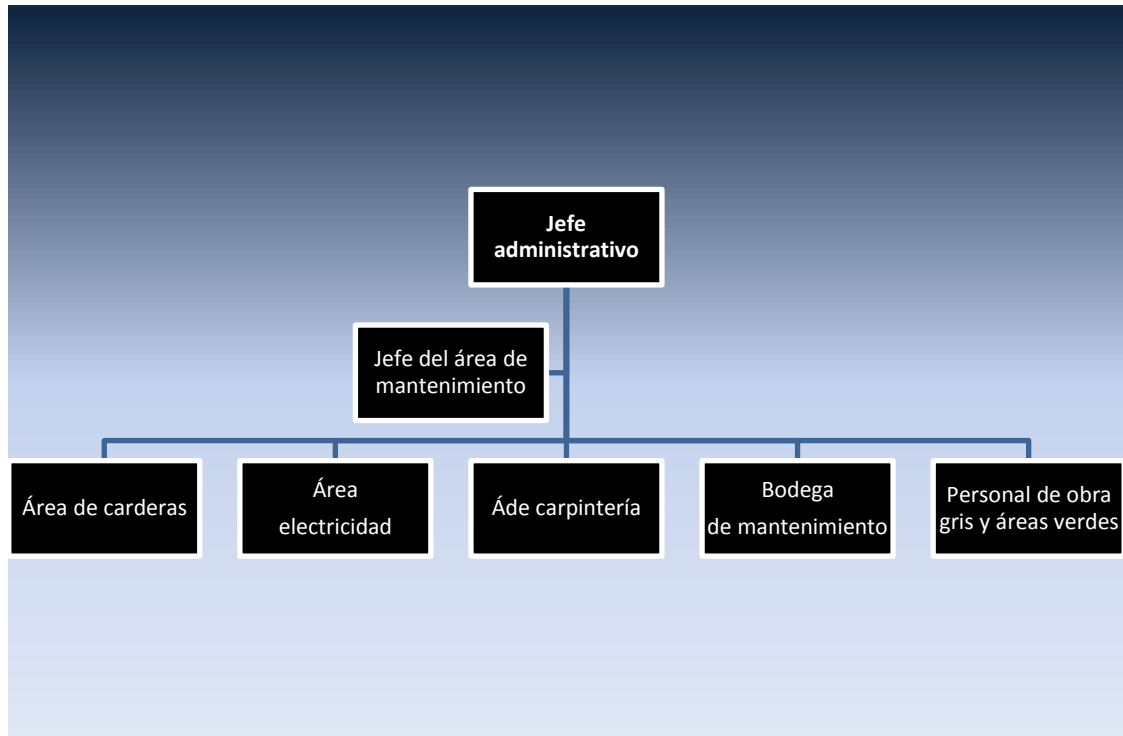 Jefe
administrativo
Jefe del área de
mantenimiento
Área de carderas
Área
electricidad
Áde carpintería
Bodega
de mantenimiento
Personal de obra
gris y áreas verdes